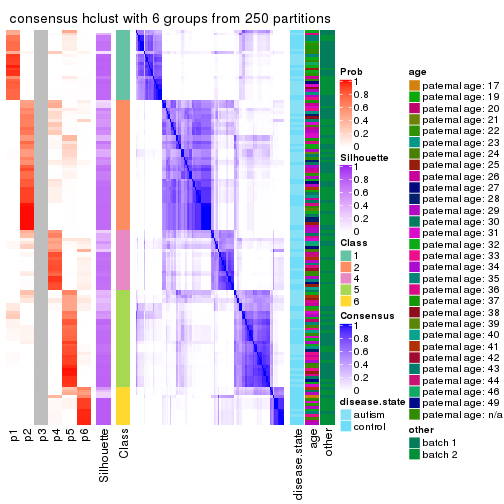 consensus hclust with 6 groups from 250 partitions
p1
p2
p3
p4
p5
p6
Silhouette
Class
disease.state
age
other
Prob
1
0.8
0.6
0.4
0.2
0
Silhouette
1
0.8
0.6
0.4
0.2
0
Class
1
2
4
5
6
Consensus
1
0.8
0.6
0.4
0.2
0
disease.state
autism
control
age
paternal age: 17
paternal age: 19
paternal age: 20
paternal age: 21
paternal age: 22
paternal age: 23
paternal age: 24
paternal age: 25
paternal age: 26
paternal age: 27
paternal age: 28
paternal age: 29
paternal age: 30
paternal age: 31
paternal age: 32
paternal age: 33
paternal age: 34
paternal age: 35
paternal age: 36
paternal age: 37
paternal age: 38
paternal age: 39
paternal age: 40
paternal age: 41
paternal age: 42
paternal age: 43
paternal age: 44
paternal age: 46
paternal age: 49
paternal age: n/a
other
batch 1
batch 2